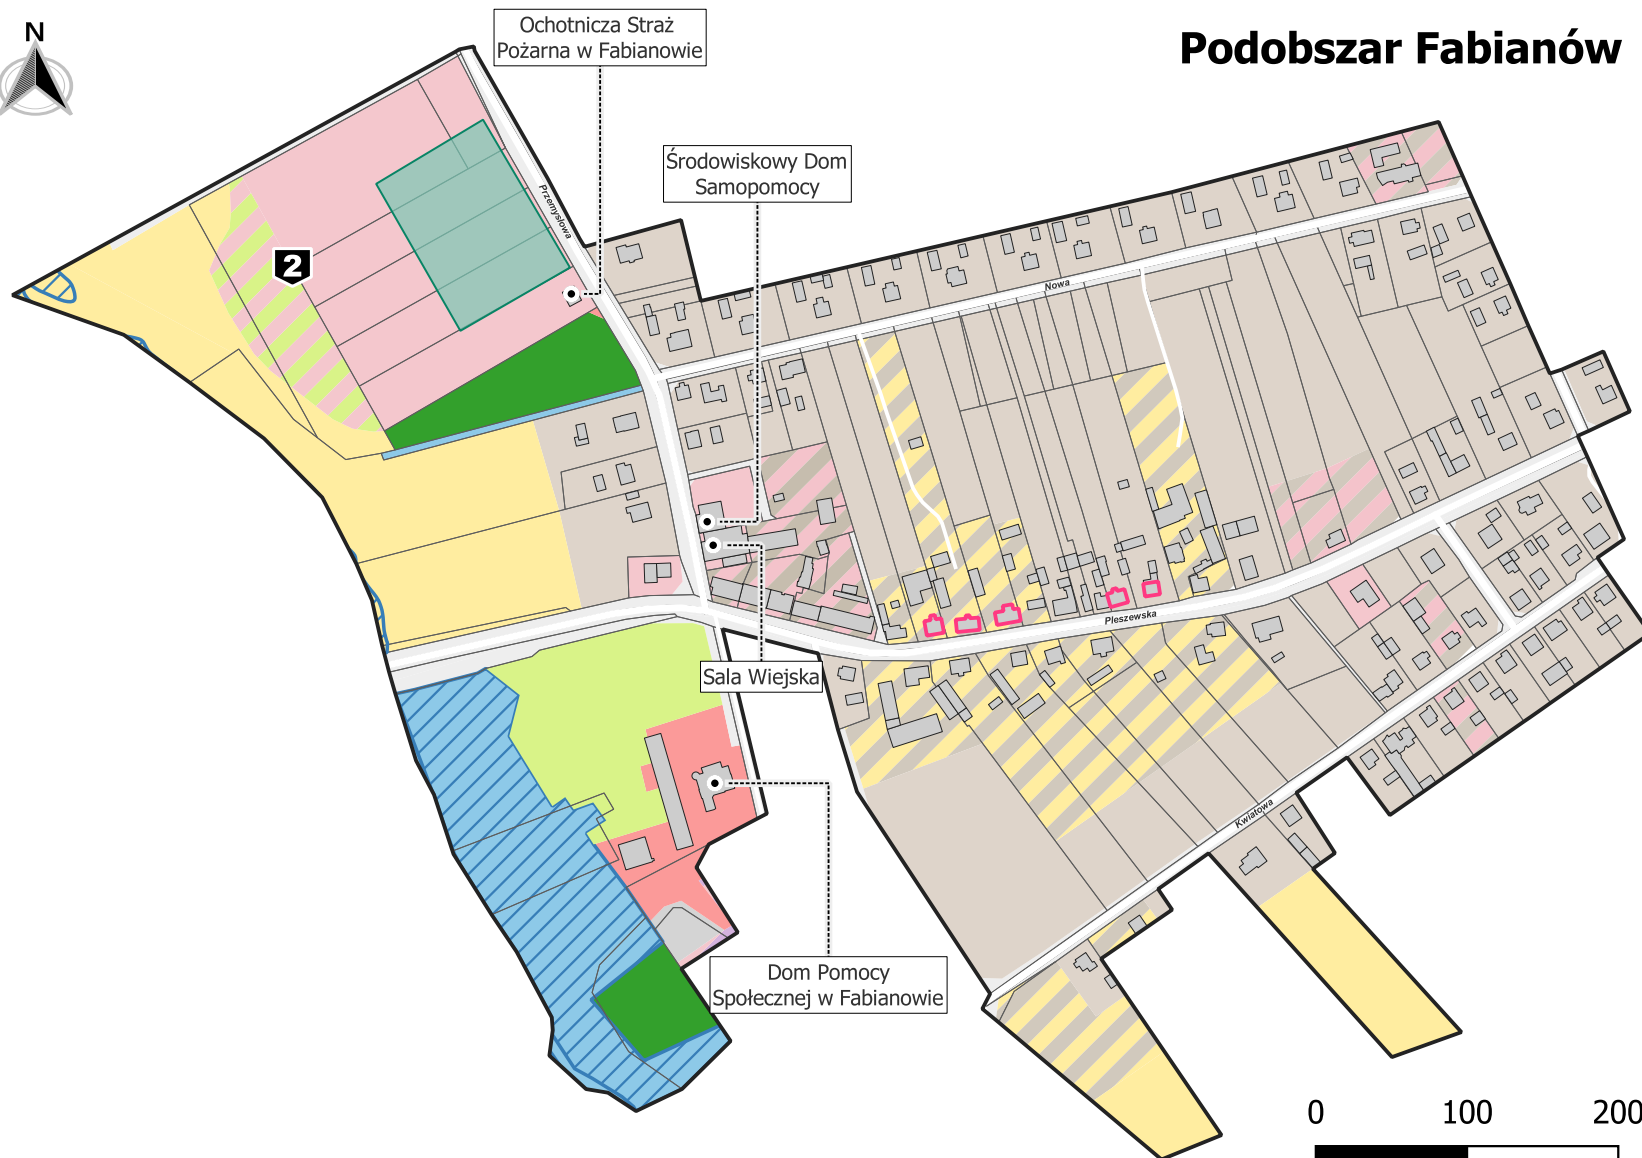 N
Ochotnicza Straż
Pożarna w Fabianowie
Podobszar Fabianów
Środowiskowy Dom
Samopomocy
Przemysłowa
2
Nowa
Pleszewska
Sala Wiejska
Kwiatowa
Dom Pomocy
Społecznej w Fabianowie
0 100 200